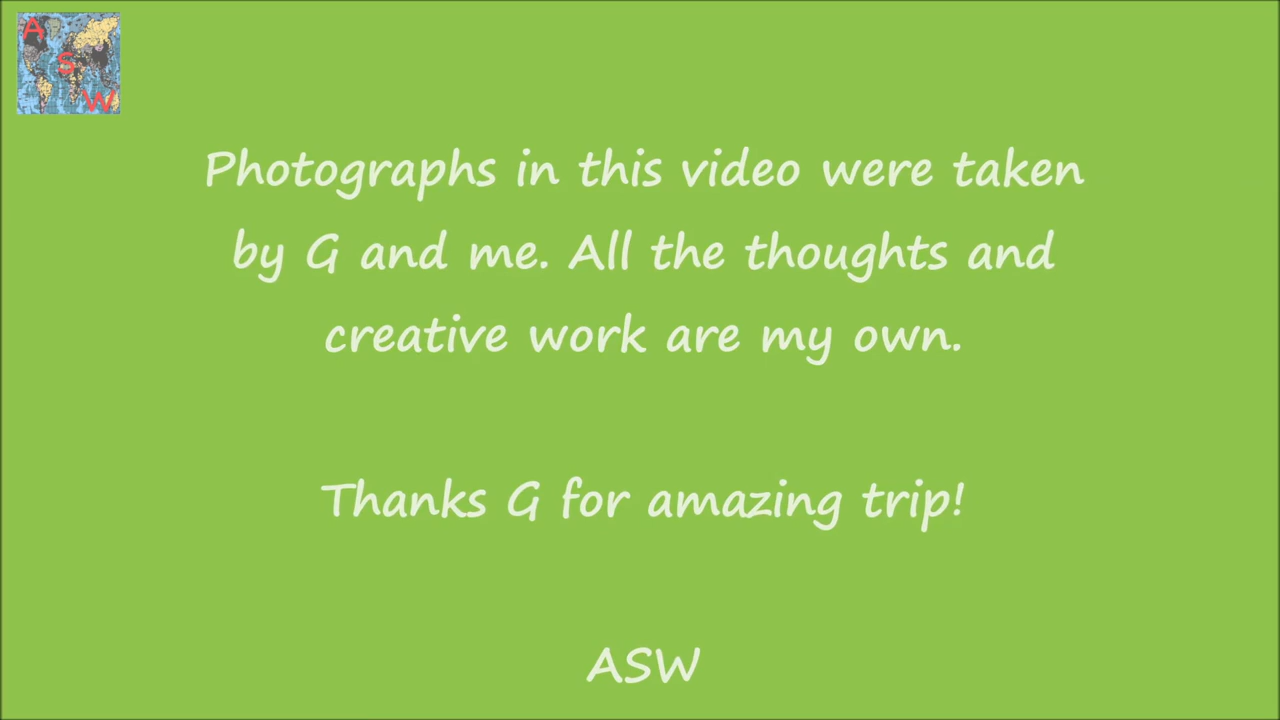 A
S
W
Photographs in this video were taken
by G and me. All the thoughts and
creative work are my own.
Thanks G for amazing trip!
ASW